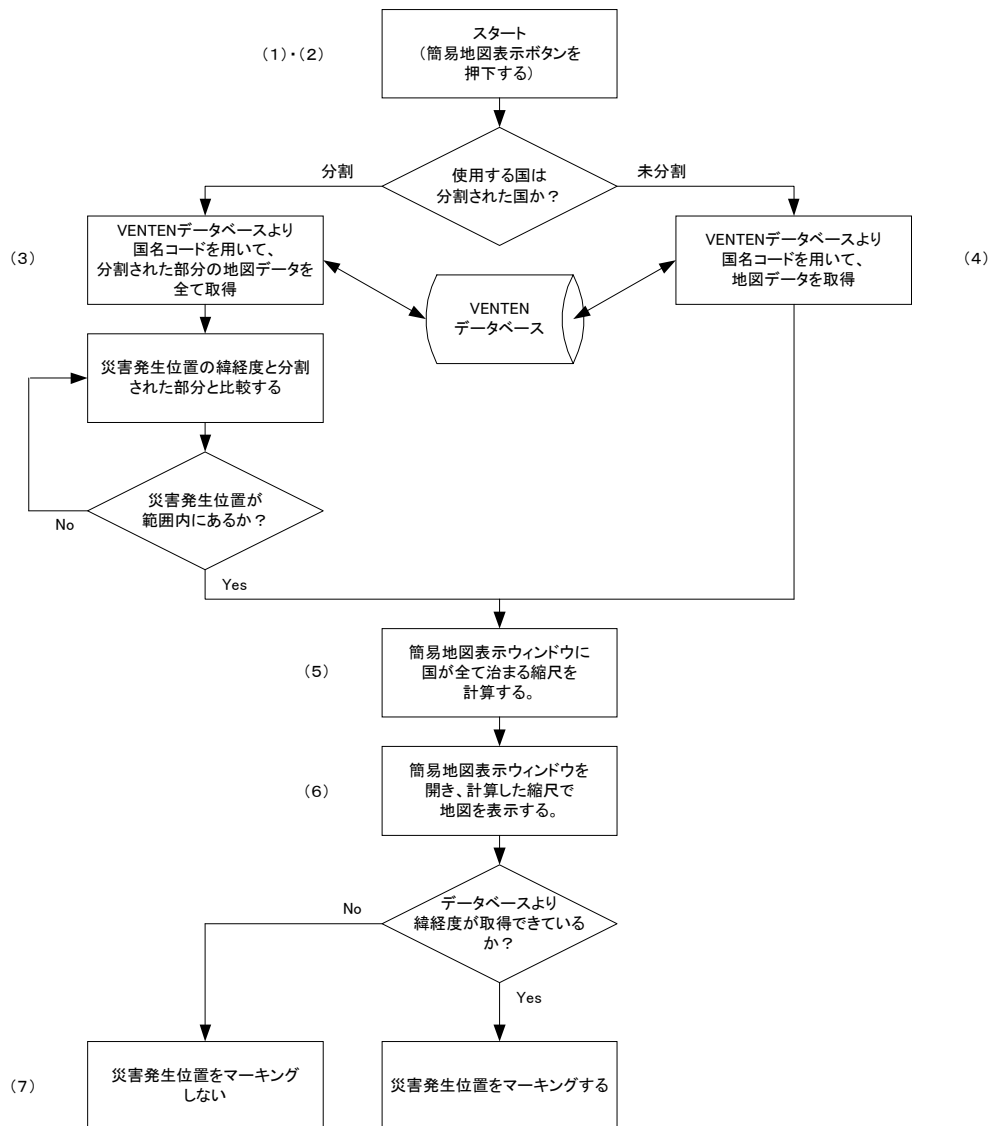 (1)・(2)
スタート
(簡易地図表示ボタンを
押下する)
使用する国は
分割された国か？
分割
未分割
(3)
VENTENデータベースより
国名コードを用いて、
分割された部分の地図データを
全て取得
VENTEN
データベース
VENTENデータベースより
国名コードを用いて、
地図データを取得
(4)
災害発生位置の緯経度と分割
された部分と比較する
災害発生位置が
範囲内にあるか？
No
Yes
(5)
簡易地図表示ウィンドウに
国が全て治まる縮尺を
計算する。
(6)
簡易地図表示ウィンドウを
開き、計算した縮尺で
地図を表示する。
データベースより
緯経度が取得できている
か？
No
Yes
(7)
災害発生位置をマーキング
しない
災害発生位置をマーキングする